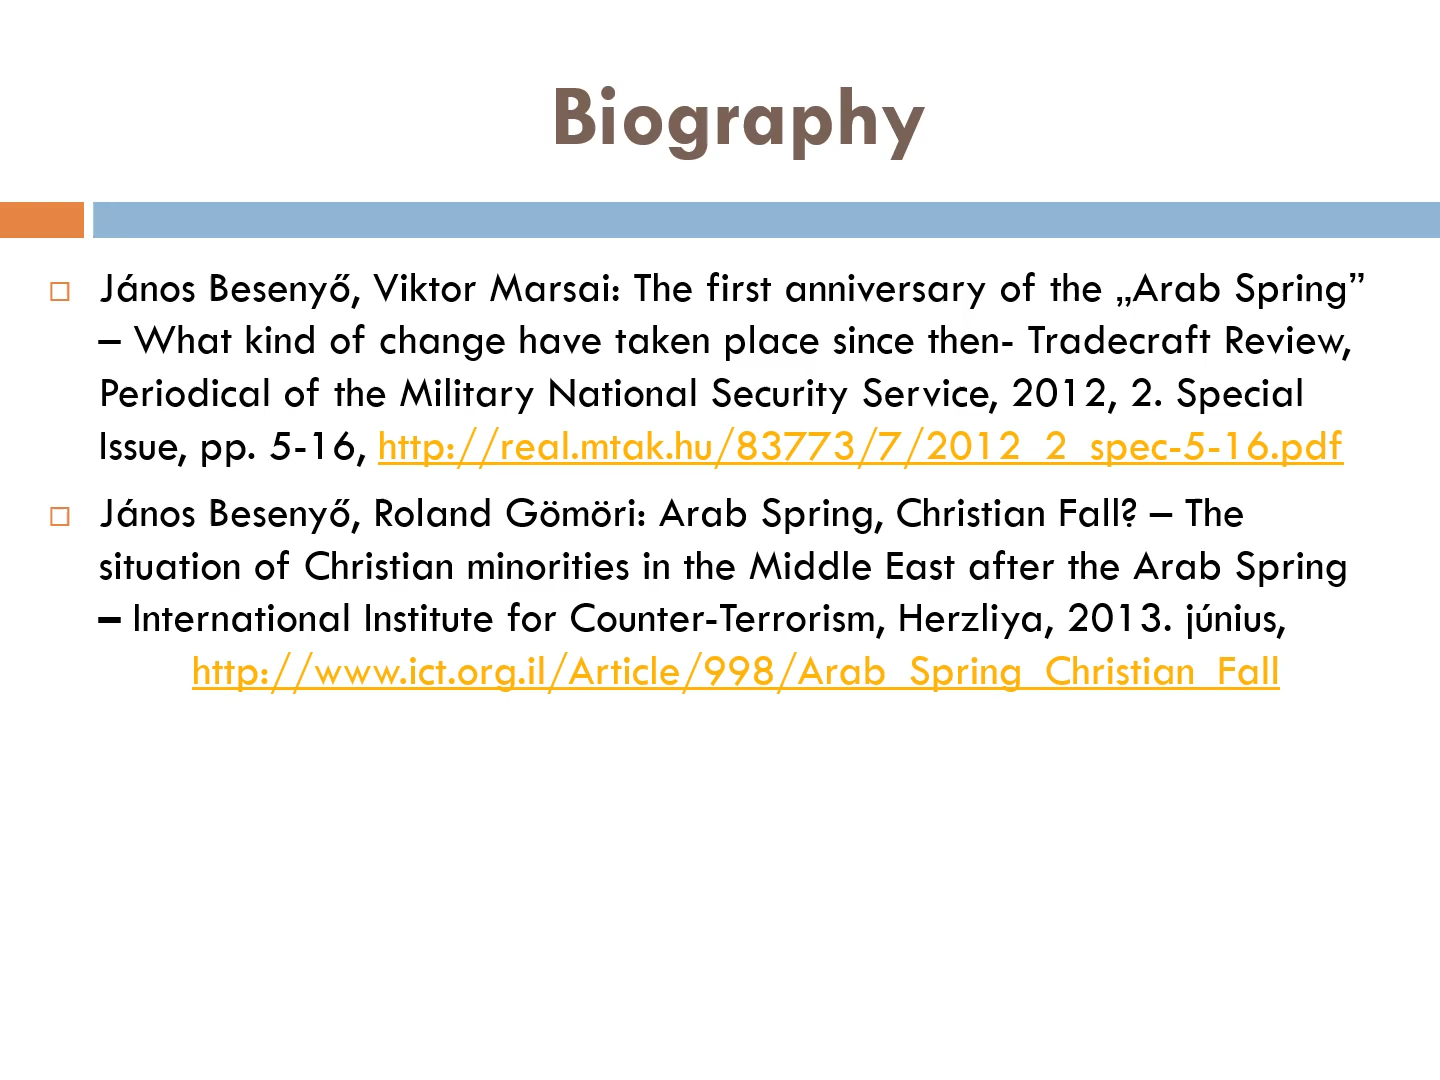 Biography
János Besenyő, Viktor Marsai: The first anniversary of the „Arab Spring”
– What kind of change have taken place since then- Tradecraft Review,
Periodical of the Military National Security Service, 2012, 2. Special
Issue, pp. 5-16, http://real.mtak.hu/83773/7/2012_2_spec-5-16.pdf
János Besenyő, Roland Gömöri: Arab Spring, Christian Fall? – The
situation of Christian minorities in the Middle East after the Arab Spring
– International Institute for Counter-Terrorism, Herzliya, 2013. június,
http://www.ict.org.il/Article/998/Arab_Spring_Christian_Fall